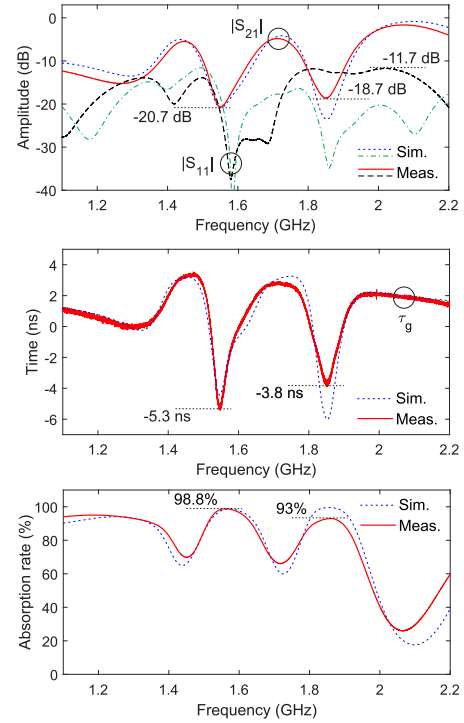 0
|S21|
-10
-11.7 dB
-20
-20.7 dB
-18.7 dB
|S11|
-30
Sim.
Meas.
-40
1.2 1.4 1.6 1.8 2 2.2
Amplitude (dB)
Frequency (GHz)
4
2
0
τg
-2
-3.8 ns
-4
-5.3 ns
Sim.
Meas.
-6
1.2 1.4 1.6 1.8 2 2.2
Time (ns)
Frequency (GHz)
100
98.8%
93%
Sim.
Meas.
80
60
40
20
0
1.2 1.4 1.6 1.8 2 2.2
Absorption rate (%)
Frequency (GHz)